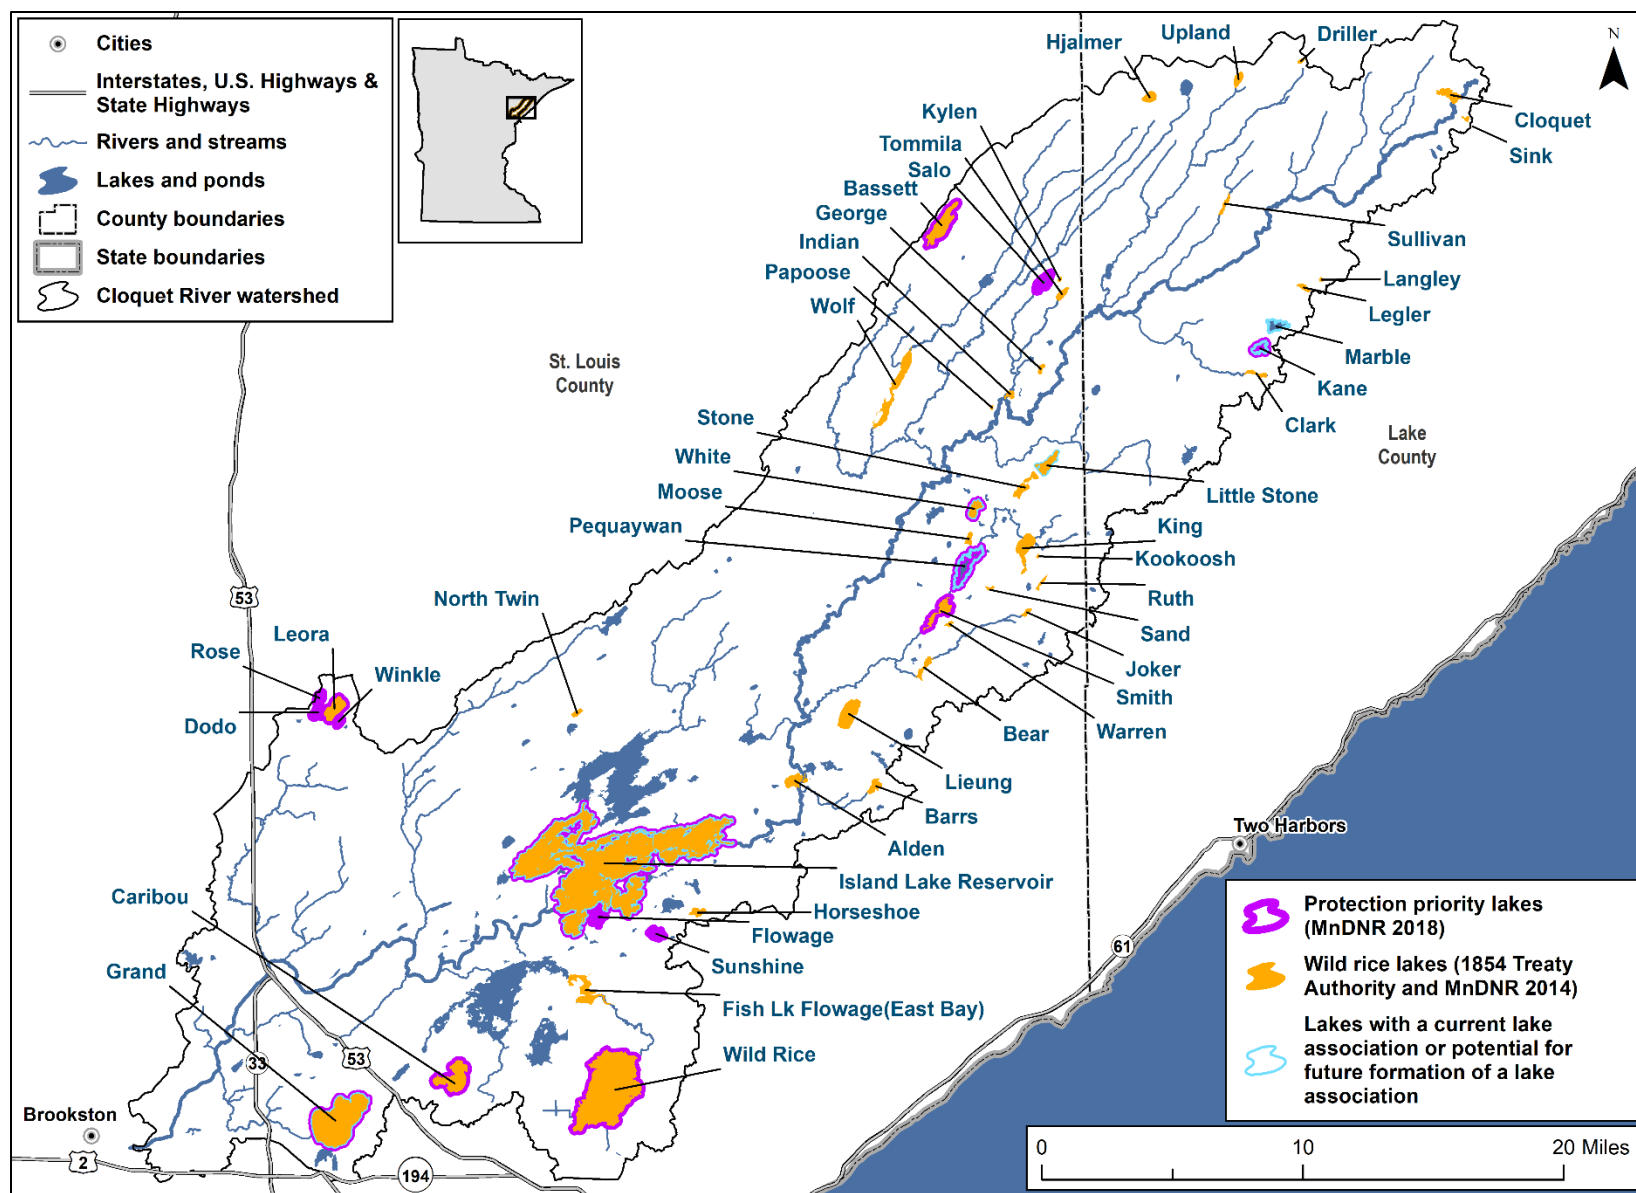 Cities
Interstates, U.S. Highways &
State Highways
Rivers and streams
Lakes and ponds
County boundaries
State boundaries
Cloquet River watershed
N
Hjalmer
Upland
Driller
Cloquet
Sink
Kylen
Tommila
Salo
Bassett
George
Indian
Papoose
Wolf
Sullivan
Langley
Legler
Marble
Kane
Clark
St. Louis
County
Lake
County
Stone
White
Moose
Pequaywan
Little Stone
King
Kookoosh
Ruth
Sand
Joker
Smith
Warren
Bear
53
North Twin
Leora
Rose
Winkle
Dodo
Lieung
Barrs
Alden
Two Harbors
Island Lake Reservoir
Caribou
Horseshoe
Flowage
Sunshine
Grand
Fish Lk Flowage(East Bay)
Wild Rice
61
33
53
Brookston
2
194
Protection priority lakes
(MnDNR 2018)
Wild rice lakes (1854 Treaty
Authority and MnDNR 2014)
Lakes with a current lake
association or potential for
future formation of a lake
association
0 10 20 Miles